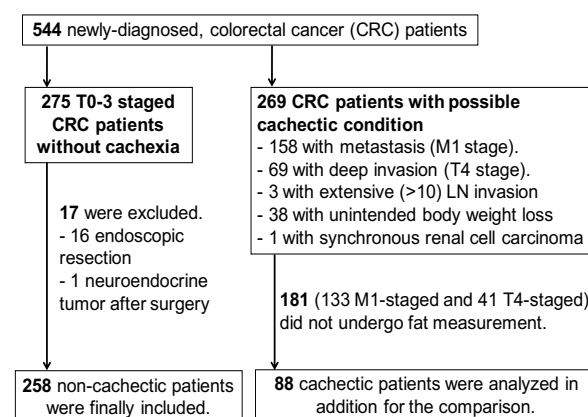 544 newly-diagnosed, colorectal cancer (CRC) patients
275 T0-3 staged
CRC patients
without cachexia
269 CRC patients with possible
cachectic condition
- 158 with metastasis (M1 stage).
- 69 with deep invasion (T4 stage).
- 3 with extensive (>10) LN invasion
- 38 with unintended body weight loss
- 1 with synchronous renal cell carcinoma
17 were excluded.
- 16 endoscopic
resection
- 1 neuroendocrine
tumor after surgery
181 (133 M1-staged and 41 T4-staged)
did not undergo fat measurement.
258 non-cachectic patients
were finally included.
88 cachectic patients were analyzed in
addition for the comparison.